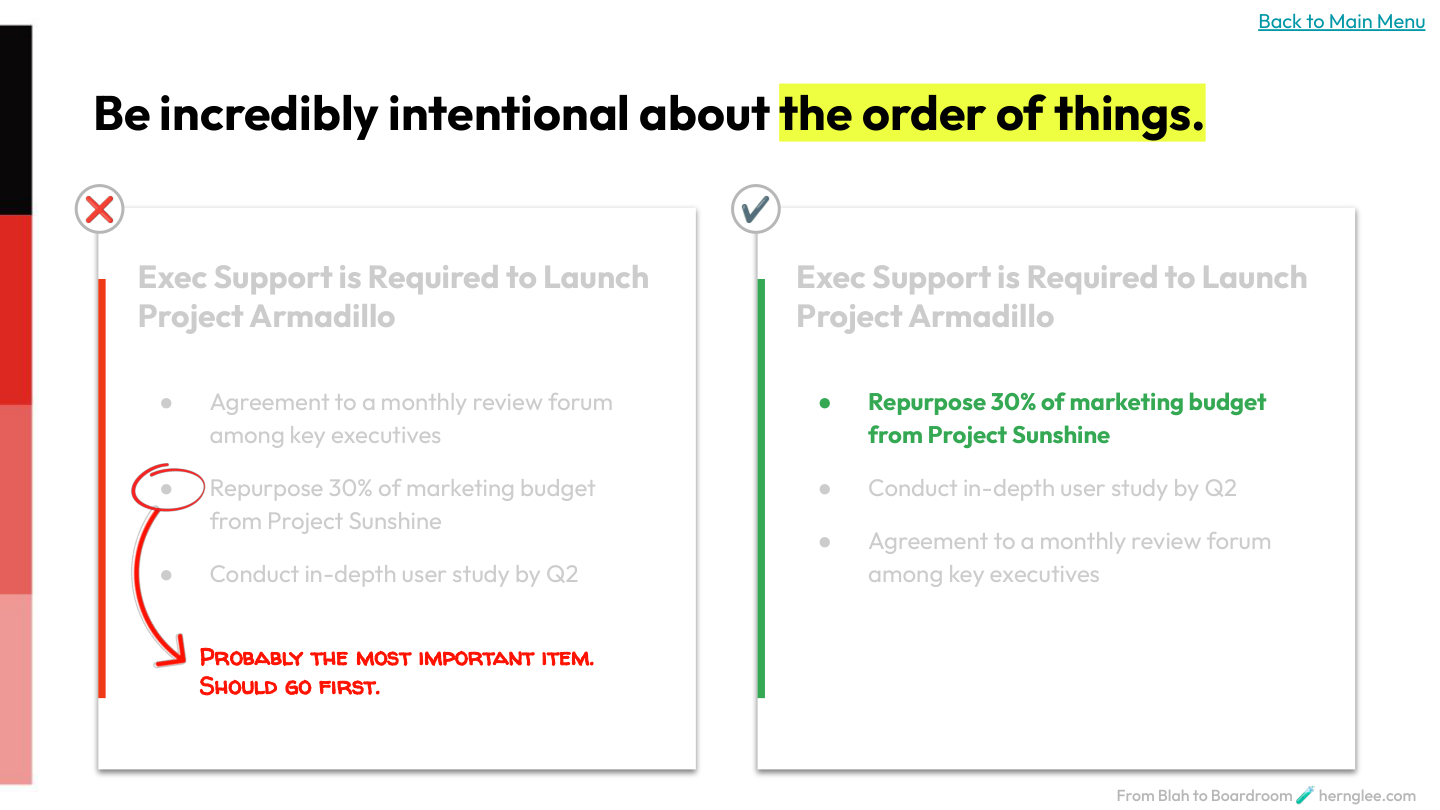 Back to Main Menu
Be incredibly intentional about the order of things.
Exec Support is Required to Launch
Project Armadillo
● Agreement to a monthly review forum
among key executives
● Repurpose 30% of marketing budget
from Project Sunshine
● Conduct in-depth user study by Q2
Probably the most important item.
Should go first.
Exec Support is Required to Launch
Project Armadillo
● Repurpose 30% of marketing budget
from Project Sunshine
● Conduct in-depth user study by Q2
● Agreement to a monthly review forum
among key executives
From Blah to Boardroom 🧪 hernglee.com